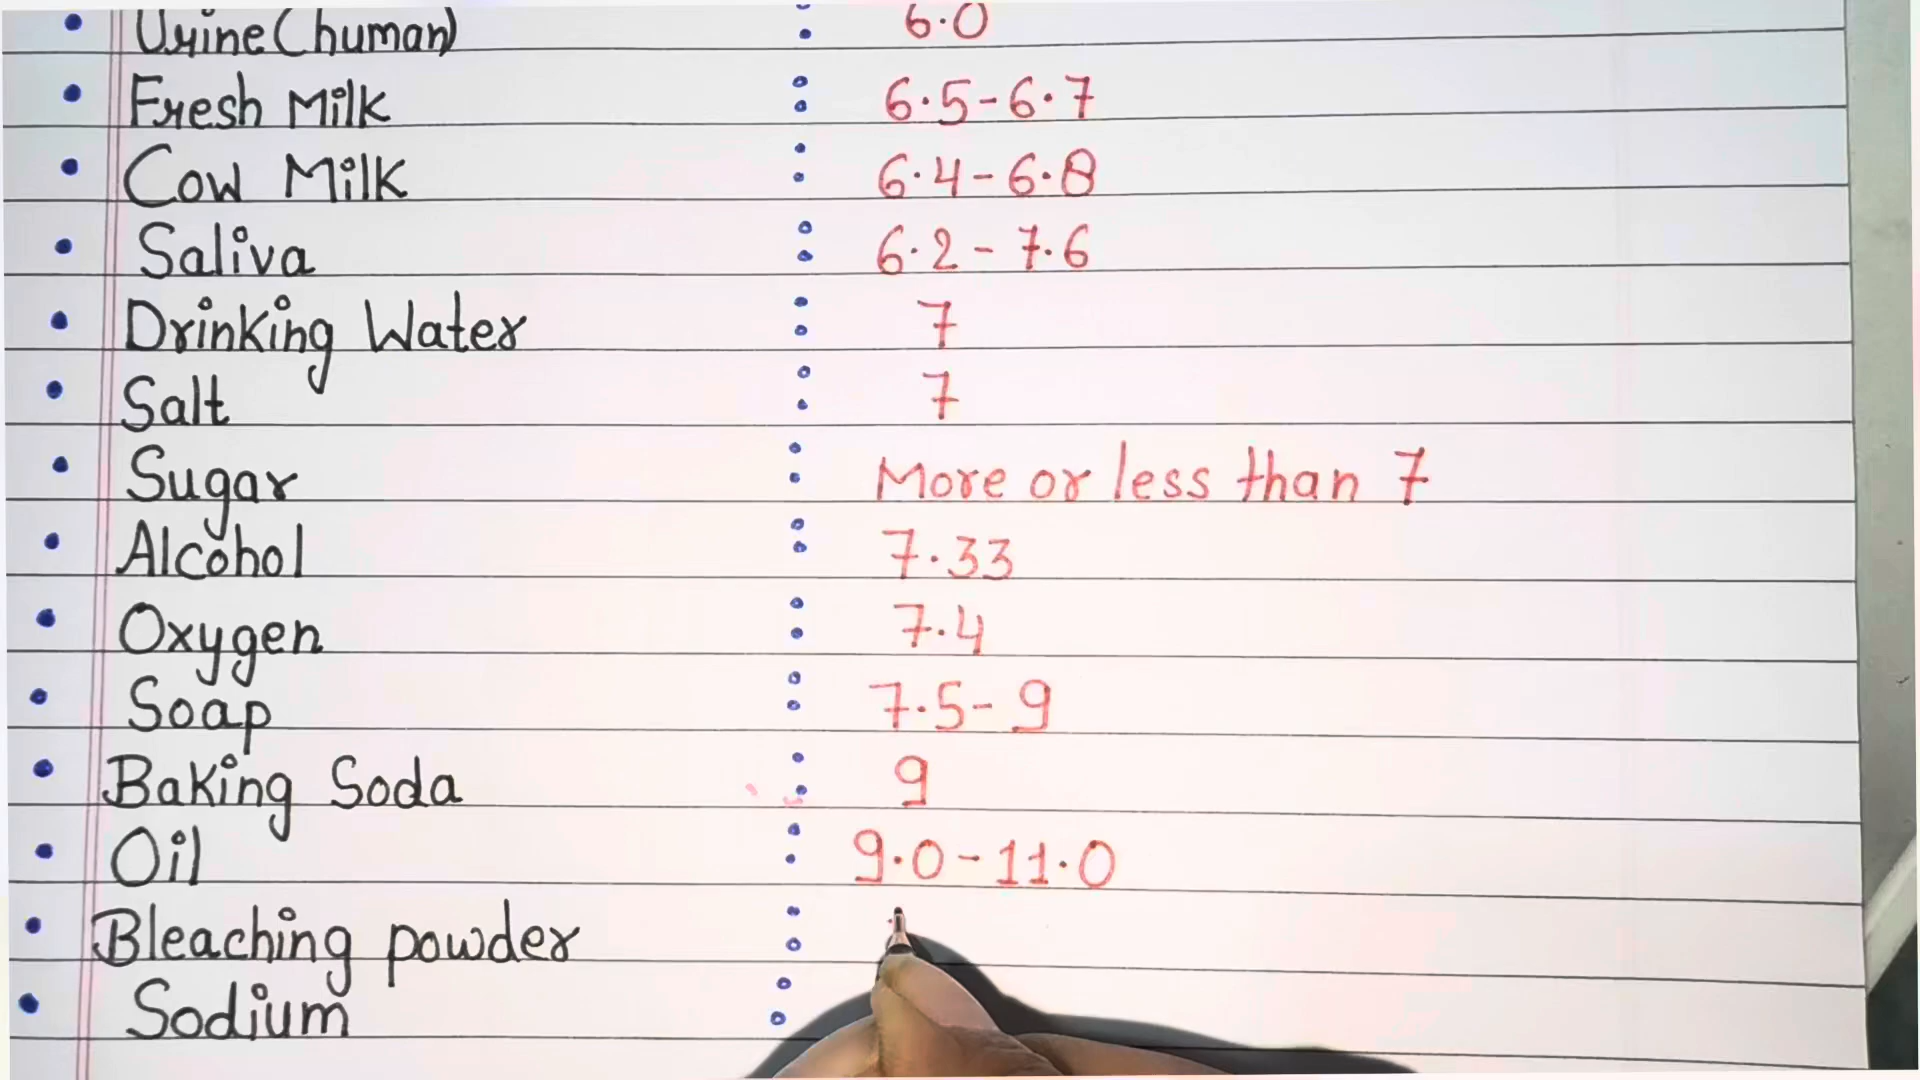 • Urine (human) : 6.0
• Fresh Milk : 6.5-6.7
• Cow Milk : 6.4-6.8
• Saliva : 6.2-7.6
• Drinking Water : 7
• Salt : 7
• Sugar : More or less than 7
• Alcohol : 7.33
• Oxygen : 7.4
• Soap : 7.5-9
• Baking Soda : 9
• Oil : 9.0-11.0
• Bleaching powder :
• Sodium :